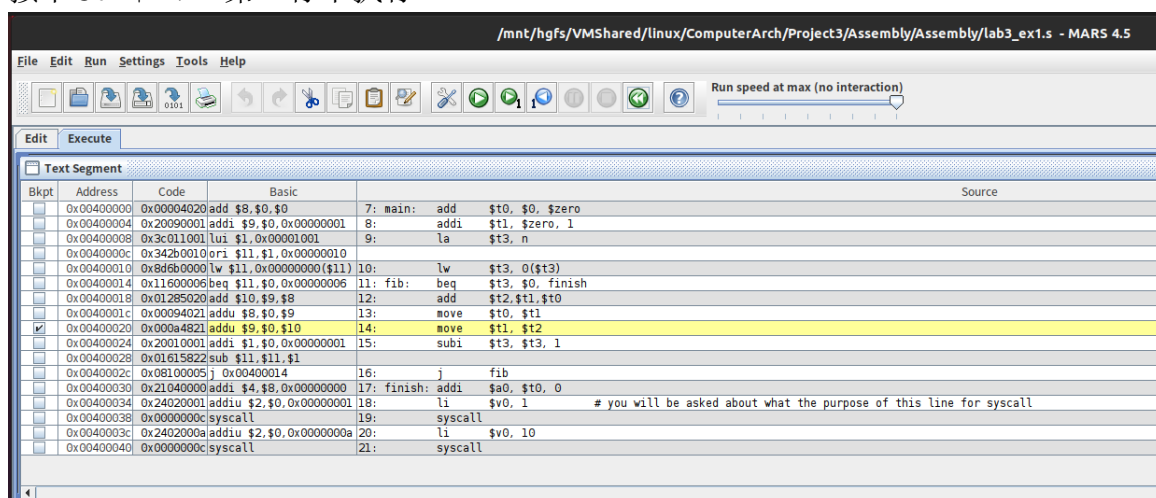 /mnt/hgfs/VMShared/linux/ComputerArch/Project3/Assembly/Assembly/lab3_ex1.s - MARS 4.5
File Edit Run Settings Tools Help
Run speed at max (no interaction)
Edit Execute
Text Segment
Bkpt Address Code Basic Source
0x00400000 0x00004020 add $8,$0,$0 7: main: add $t0, $0, $zero
0x00400004 0x20090001 addi $9,$0,0x00000001 8: addi $t1, $zero, 1
0x00400008 0x3c011001 lui $1,0x00001001 9: la $t3, n
0x0040000c 0x342b0010 ori $11,$1,0x00000010
0x00400010 0x8d6b0000 lw $11,0x00000000($11) 10: lw $t3, 0($t3)
0x00400014 0x11600006 beq $11,$0,0x00000006 11: fib: beq $t3, $0, finish
0x00400018 0x01285020 add $10,$9,$8 12: add $t2,$t1,$t0
0x0040001c 0x00094021 addu $8,$0,$9 13: move $t0, $t1
0x00400020 0x000a4821 addu $9,$0,$10 14: move $t1, $t2
0x00400024 0x20010001 addi $1,$0,0x00000001 15: subi $t3, $t3, 1
0x00400028 0x01615822 sub $11,$11,$1
0x0040002c 0x08100005 j 0x00400014 16: j fib
0x00400030 0x21040000 addi $4,$8,0x00000000 17: finish: addi $a0, $t0, 0
0x00400034 0x24020001 addiu $2,$0,0x00000001 18: li $v0, 1 # you will be asked about what the purpose of this line for syscall
0x00400038 0x0000000c syscall 19: syscall
0x0040003c 0x2402000a addiu $2,$0,0x0000000a 20: li $v0, 10
0x00400040 0x0000000c syscall 21: syscall